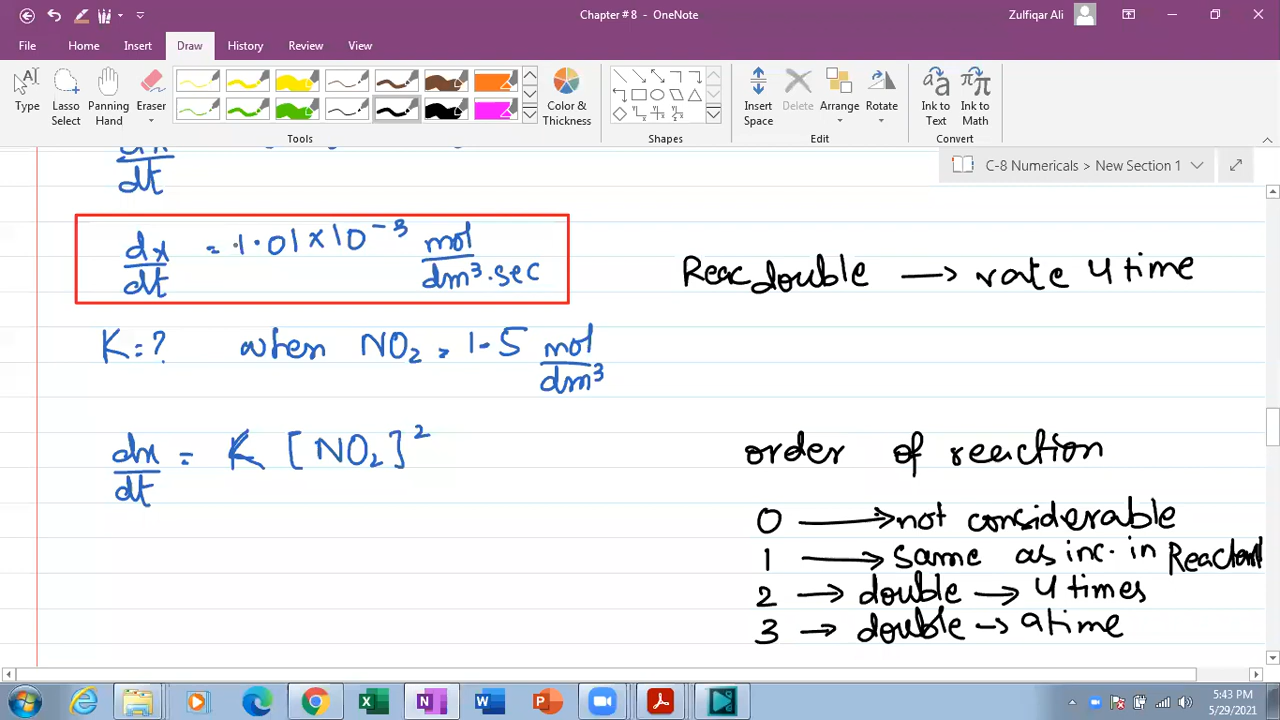 Chapter # 8 - OneNote
Zulfiqar Ali
File Home Insert Draw History Review View
Type
Lasso Select
Panning Hand
Eraser
Color & Thickness
Insert Space
Delete
Arrange
Rotate
Ink to Text
Ink to Math
Tools
Shapes
Edit
Convert
C-8 Numericals > New Section 1
dt
dx/dt = 1.01 × 10⁻³ mol/dm³.sec
Reac double → rate 4 time
K = ? when NO₂ = 1.5 mol/dm³
dx/dt = K [NO₂]²
order of reaction
0 → not considerable
1 → same as inc. in Reactant
2 → double → 4 times
3 → double → 9 time
5:43 PM
5/29/2021